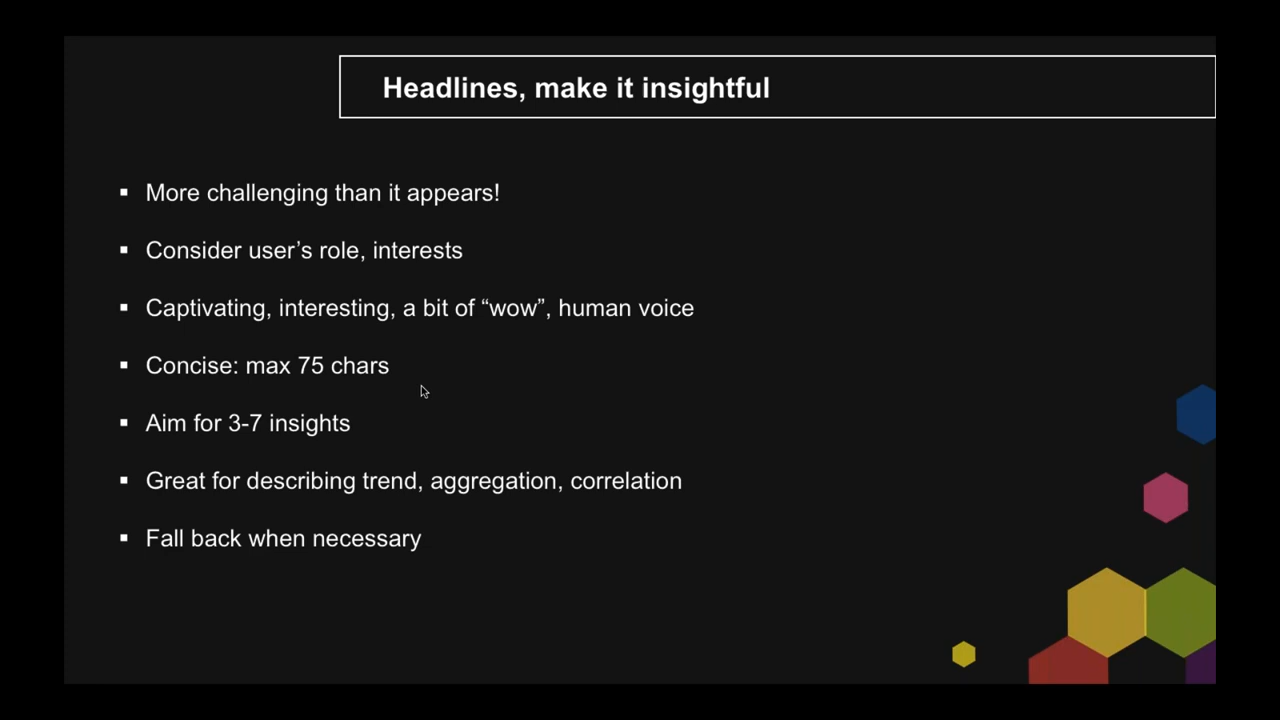 Headlines, make it insightful
▪ More challenging than it appears!
▪ Consider user’s role, interests
▪ Captivating, interesting, a bit of “wow”, human voice
▪ Concise: max 75 chars
▪ Aim for 3-7 insights
▪ Great for describing trend, aggregation, correlation
▪ Fall back when necessary